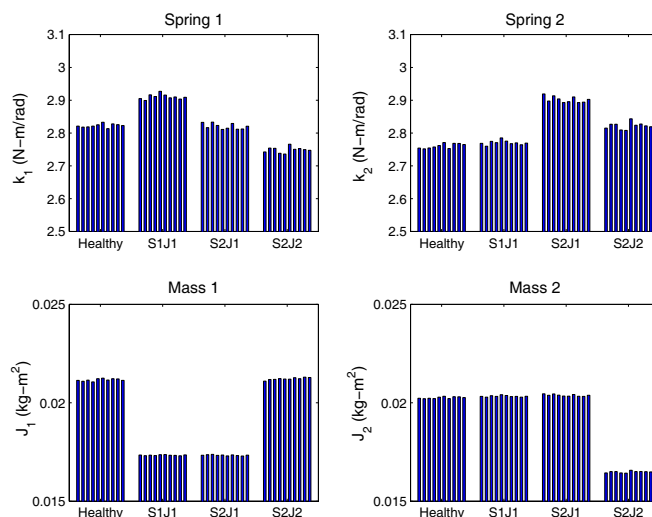 Spring 1
3.1
3
2.9
2.8
2.7
2.6
2.5
k1 (N−m/rad)
Healthy S1J1 S2J1 S2J2
Spring 2
3.1
3
2.9
2.8
2.7
2.6
2.5
k2 (N−m/rad)
Healthy S1J1 S2J1 S2J2
Mass 1
0.025
0.02
0.015
J1 (kg−m²)
Healthy S1J1 S2J1 S2J2
Mass 2
0.025
0.02
0.015
J2 (kg−m²)
Healthy S1J1 S2J1 S2J2